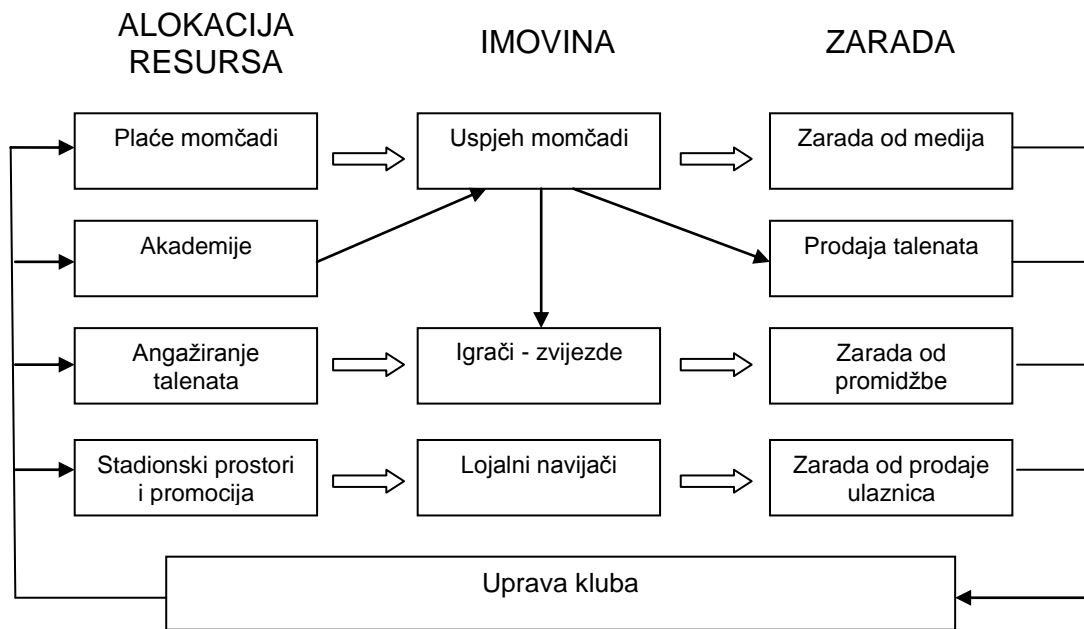 ALOKACIJA
RESURSA
IMOVINA
ZARADA
Plaće momčadi
Uspjeh momčadi
Zarada od medija
Akademije
Prodaja talenata
Angažiranje
talenata
Igrači - zvijezde
Zarada od
promidžbe
Stadionski prostori
i promocija
Lojalni navijači
Zarada od prodaje
ulaznica
Uprava kluba